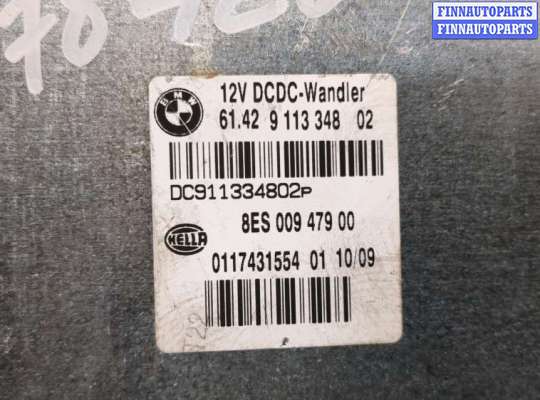 FINNAUTOPARTS
FINNAUTOPARTS
BMW
12V DCDC-Wandler
61.42 9 113 348 02
DC911334802P
8ES 009 479 00
HELLA
0117431554 01 10/09